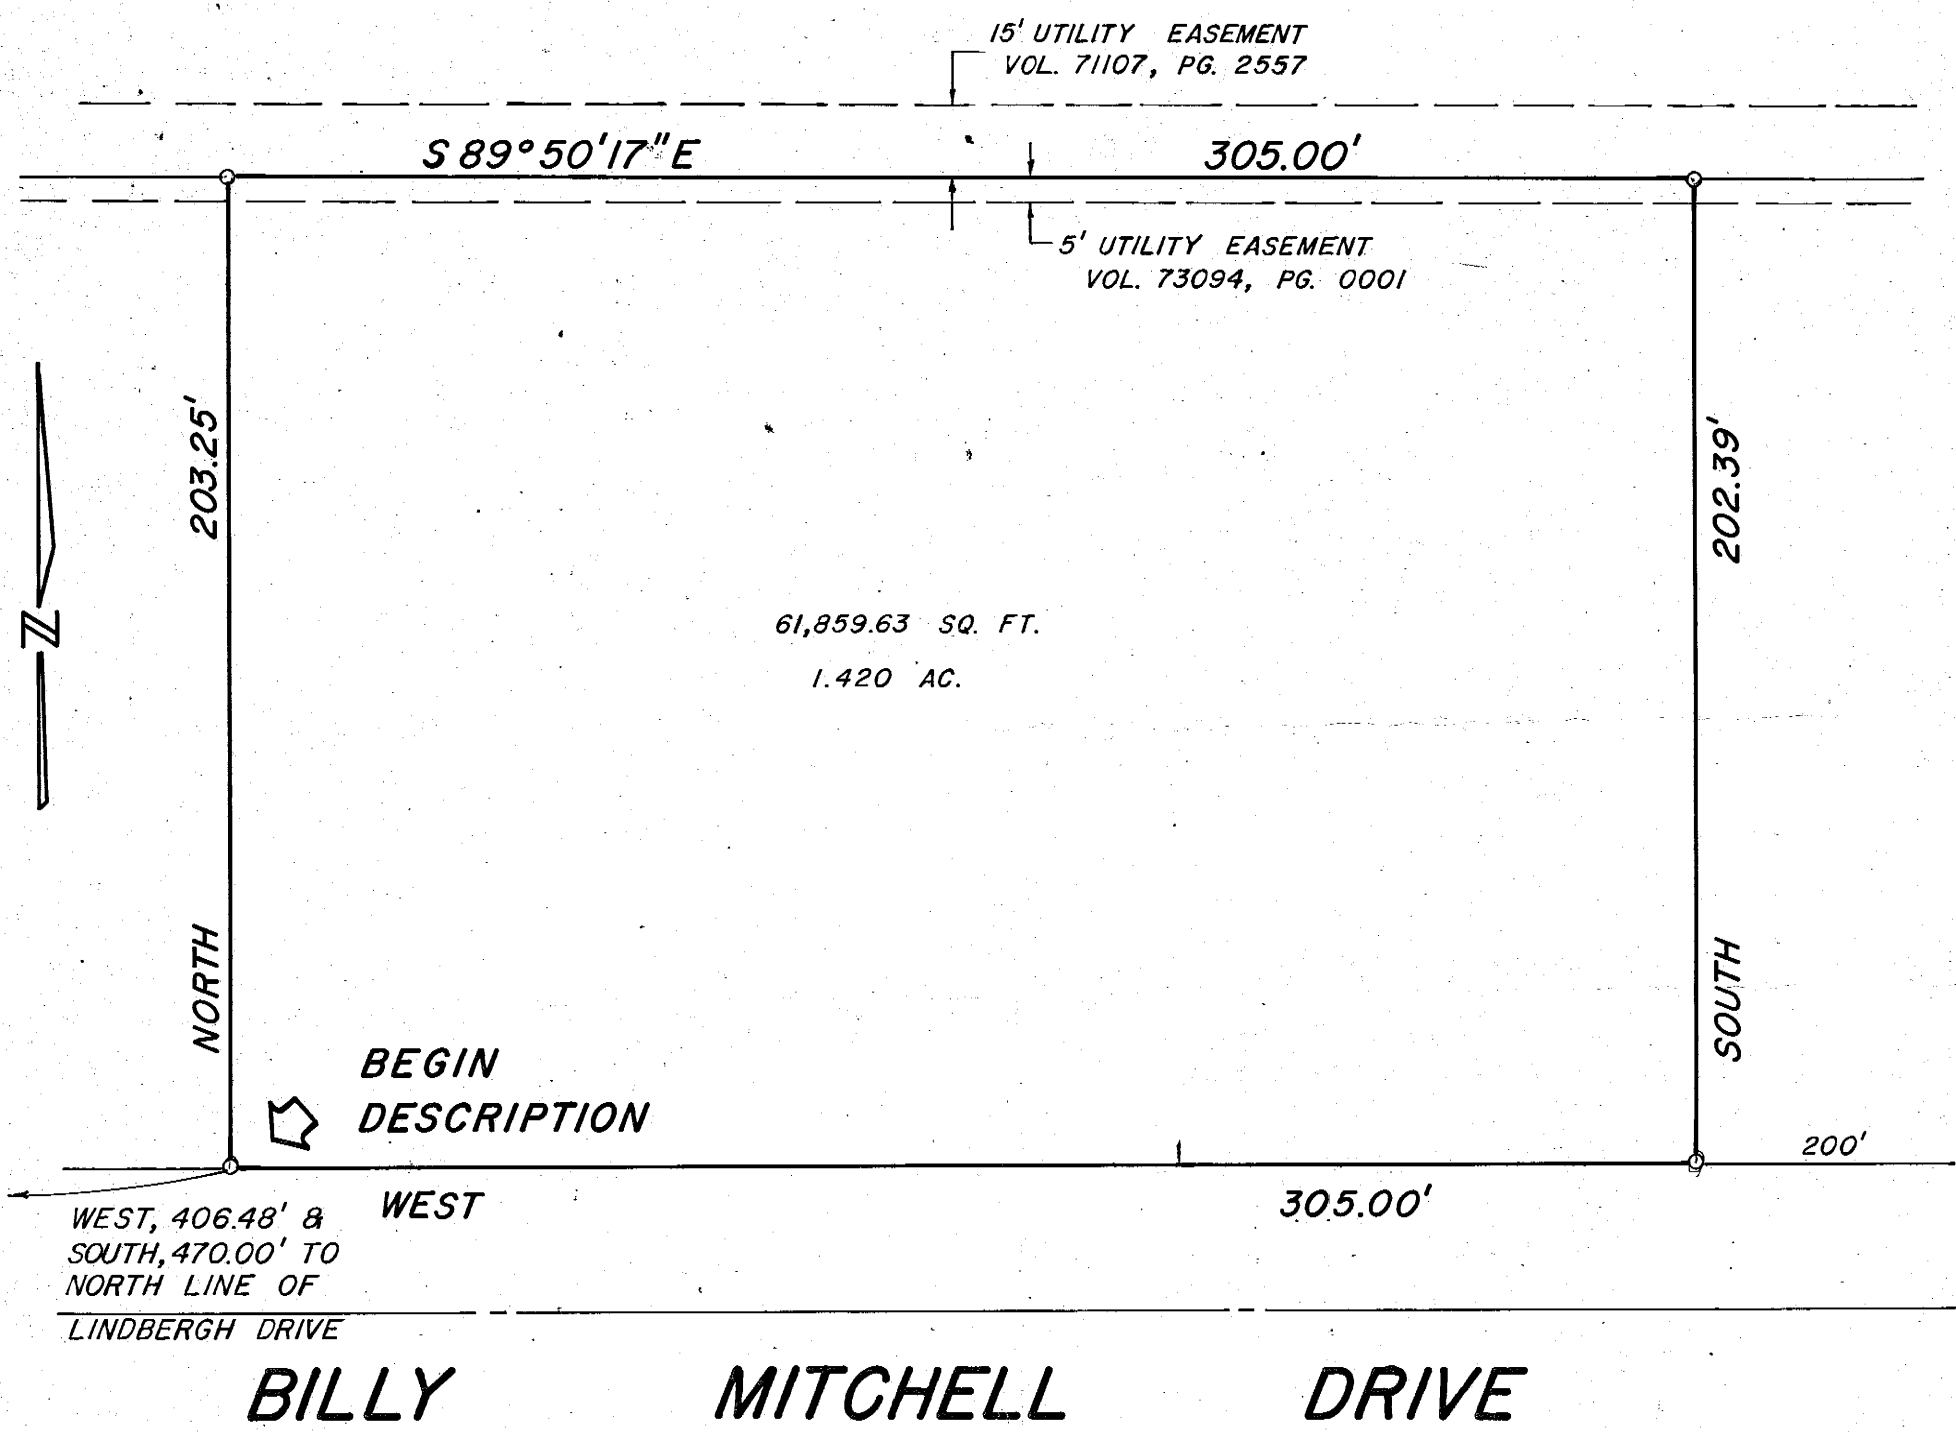 15' UTILITY EASEMENT
VOL. 71107, PG. 2557
S 89°50'17"E
305.00'
5' UTILITY EASEMENT
VOL. 73094, PG. 0001
203.25'
202.39'
N
61,859.63 SQ. FT.
1.420 AC.
NORTH
SOUTH
BEGIN
DESCRIPTION
200'
WEST
305.00'
WEST, 406.48' &
SOUTH, 470.00' TO
NORTH LINE OF
LINDBERGH DRIVE
BILLY MITCHELL DRIVE